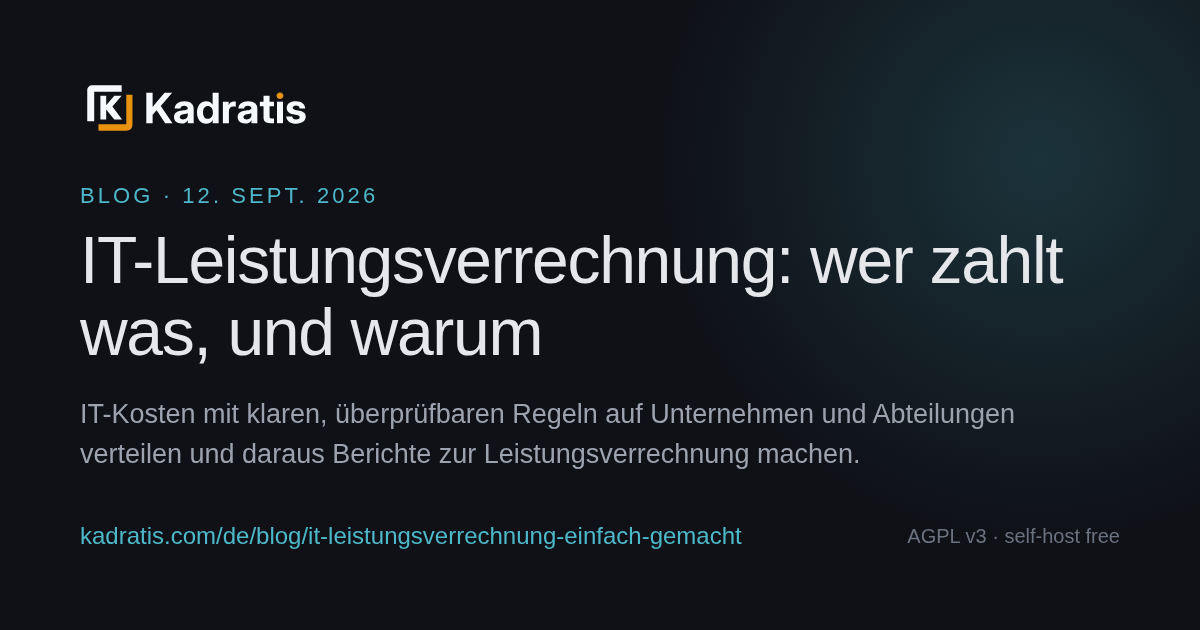 K Kadratis
BLOG · 12. SEPT. 2026
IT-Leistungsverrechnung: wer zahlt
was, und warum
IT-Kosten mit klaren, überprüfbaren Regeln auf Unternehmen und Abteilungen
verteilen und daraus Berichte zur Leistungsverrechnung machen.
kadratis.com/de/blog/it-leistungsverrechnung-einfach-gemacht
AGPL v3 · self-host free